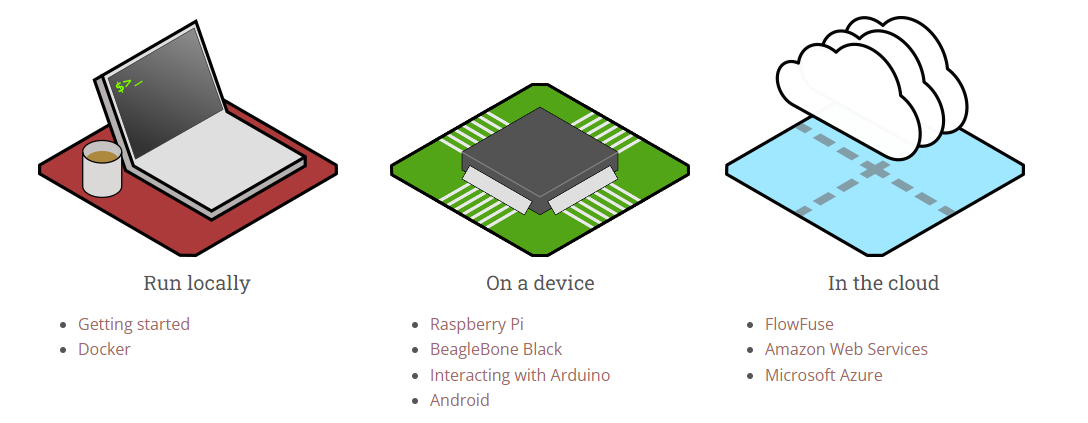 $>_
Run locally
Getting started
Docker
On a device
Raspberry Pi
BeagleBone Black
Interacting with Arduino
Android
In the cloud
FlowFuse
Amazon Web Services
Microsoft Azure